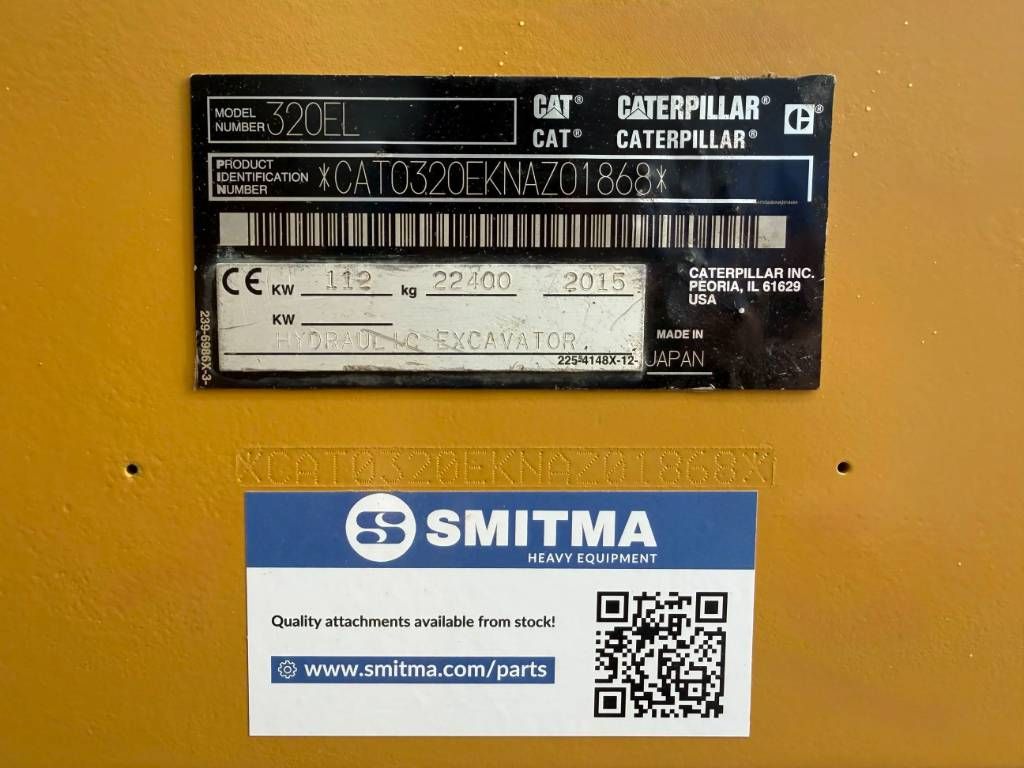 MODEL NUMBER 320EL
CAT® CATERPILLAR® ®
CAT® CATERPILLAR®
PRODUCT IDENTIFICATION NUMBER *CAT0320EKNAZ01868*
CE KW 112 kg 22400 2015
KW
HYDRAULIC EXCAVATOR
225-4148X-12-
CATERPILLAR INC.
PEORIA, IL 61629
USA
MADE IN
JAPAN
239-6986X-3-
*CAT0320EKNAZ01868*
S SMITMA
HEAVY EQUIPMENT
Quality attachments available from stock!
www.smitma.com/parts